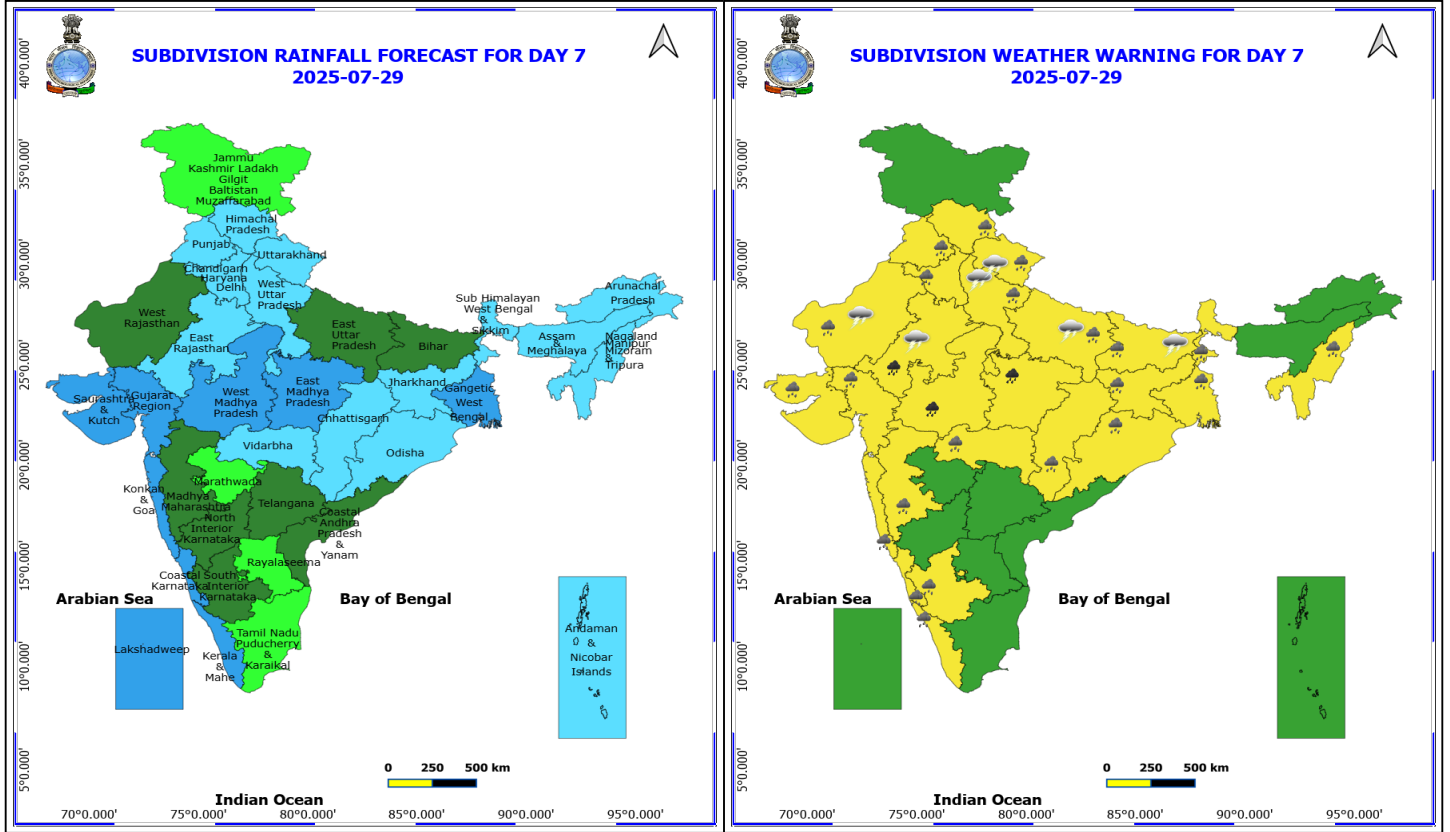 SUBDIVISION RAINFALL FORECAST FOR DAY 7
2025-07-29
40°0.000'
35°0.000'
30°0.000'
25°0.000'
20°0.000'
15°0.000'
10°0.000'
5°0.000'
Jammu
Kashmir Ladakh
Gilgit
Baltistan
Muzaffarabad
Himachal
Pradesh
Punjab
Uttarakhand
Chandigarh
Haryana
Delhi
West
Uttar
Pradesh
West
Rajasthan
East
Rajasthan
East
Uttar
Pradesh
Bihar
Sub Himalayan
West Bengal
&
Sikkim
Arunachal
Pradesh
Assam
&
Meghalaya
Nagaland
Manipur
Mizoram
&
Tripura
Saurashtra
&
Kutch
Gujarat
Region
West
Madhya
Pradesh
East
Madhya
Pradesh
Jharkhand
Gangetic
West
Bengal
Chhattisgarh
Vidarbha
Odisha
Konkan
&
Goa
Madhya
Maharashtra
Marathwada
Telangana
North
Interior
Karnataka
Coastal
Andhra
Pradesh
&
Yanam
Rayalaseema
Coastal
Karnataka
South
Interior
Karnataka
Tamil Nadu
Puducherry
&
Karaikal
Kerala
&
Mahe
Lakshadweep
Andaman
&
Nicobar
Islands
Arabian Sea
Bay of Bengal
Indian Ocean
0 250 500 km
70°0.000' 75°0.000' 80°0.000' 85°0.000' 90°0.000' 95°0.000'
SUBDIVISION WEATHER WARNING FOR DAY 7
2025-07-29
40°0.000'
35°0.000'
30°0.000'
25°0.000'
20°0.000'
15°0.000'
10°0.000'
5°0.000'
Arabian Sea
Bay of Bengal
Indian Ocean
0 250 500 km
70°0.000' 75°0.000' 80°0.000' 85°0.000' 90°0.000' 95°0.000'